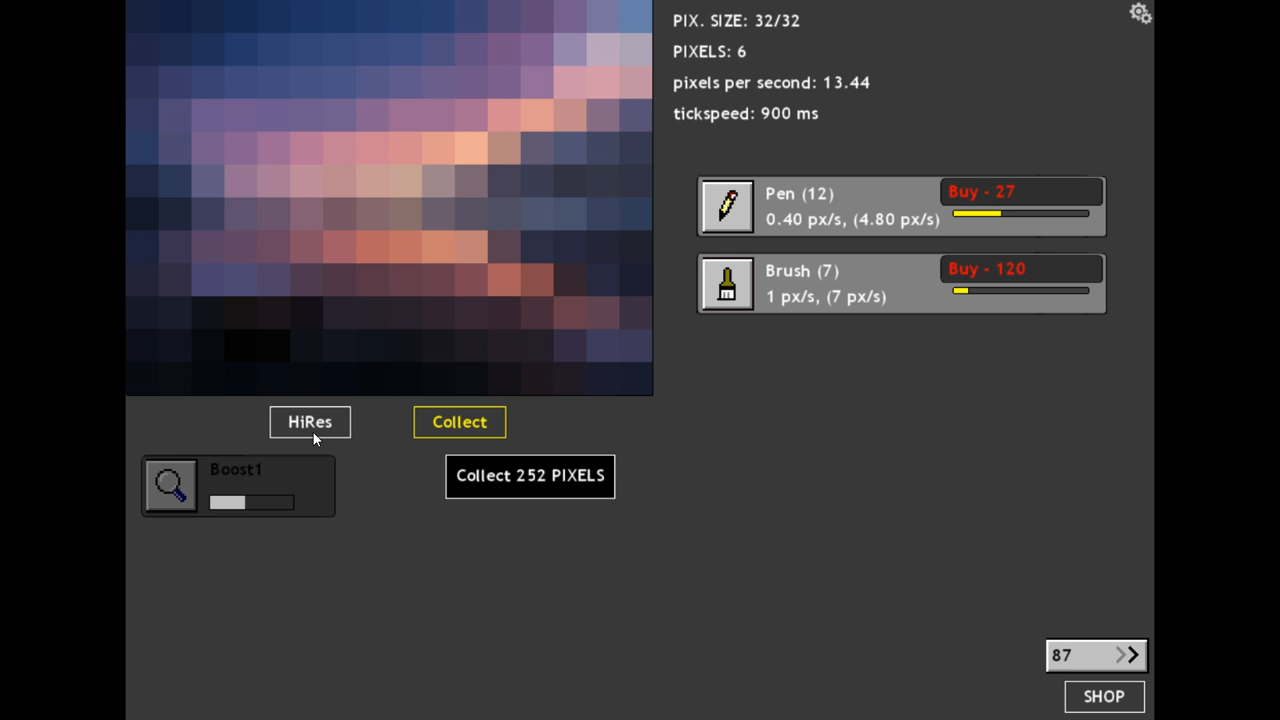 PIX. SIZE: 32/32
PIXELS: 6
pixels per second: 13.44
tickspeed: 900 ms
Pen (12)
0.40 px/s, (4.80 px/s)
Buy - 27
Brush (7)
1 px/s, (7 px/s)
Buy - 120
HiRes
Collect
Boost1
Collect 252 PIXELS
87
SHOP